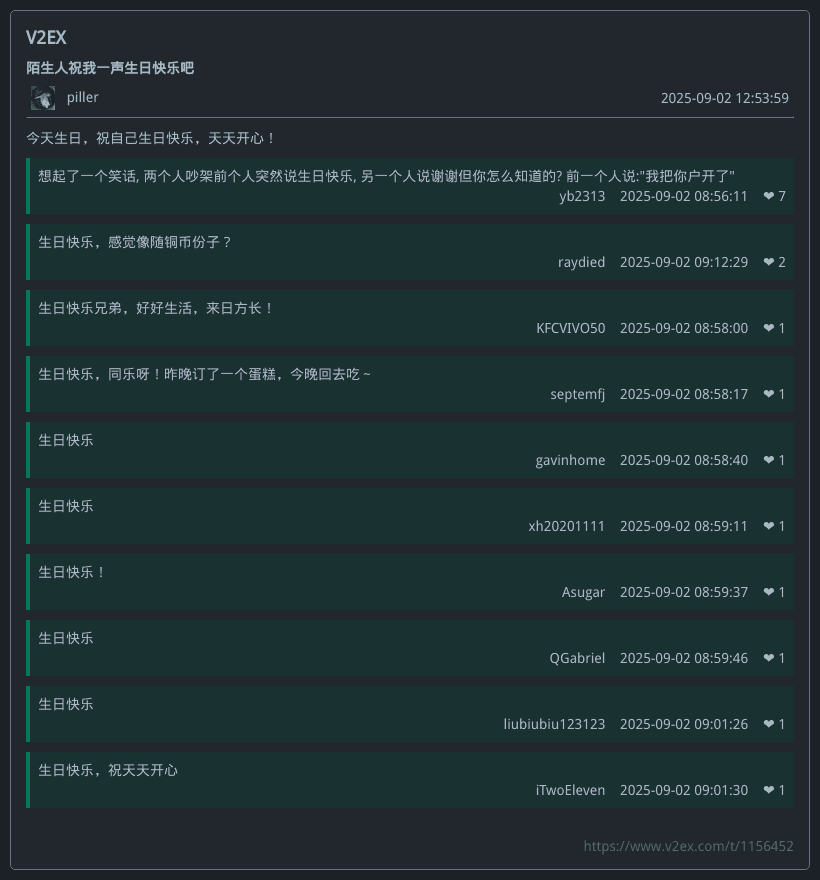 V2EX
陌生人祝我一声生日快乐吧
piller 2025-09-02 12:53:59
今天生日，祝自己生日快乐，天天开心！
想起了一个笑话, 两个人吵架前个人突然说生日快乐, 另一个人说谢谢但你怎么知道的? 前一个人说:"我把你户开了"
yb2313 2025-09-02 08:56:11 ❤ 7
生日快乐，感觉像随铜币份子？
raydied 2025-09-02 09:12:29 ❤ 2
生日快乐兄弟，好好生活，来日方长！
KFCVIVO50 2025-09-02 08:58:00 ❤ 1
生日快乐，同乐呀！昨晚订了一个蛋糕，今晚回去吃 ~
septemfj 2025-09-02 08:58:17 ❤ 1
生日快乐
gavinhome 2025-09-02 08:58:40 ❤ 1
生日快乐
xh20201111 2025-09-02 08:59:11 ❤ 1
生日快乐！
Asugar 2025-09-02 08:59:37 ❤ 1
生日快乐
QGabriel 2025-09-02 08:59:46 ❤ 1
生日快乐
liubiubiu123123 2025-09-02 09:01:26 ❤ 1
生日快乐，祝天天开心
iTwoEleven 2025-09-02 09:01:30 ❤ 1
https://www.v2ex.com/t/1156452